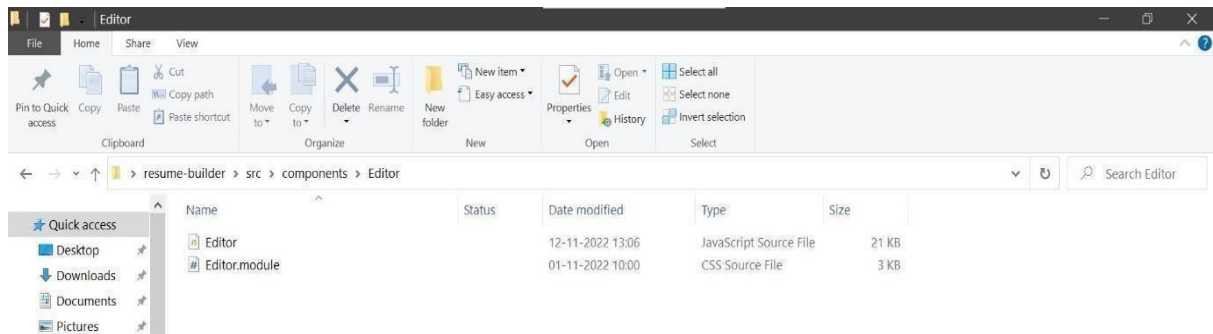 Editor
File Home Share View
Pin to Quick access
Copy
Paste
Cut
Copy path
Paste shortcut
Clipboard
Move to
Copy to
Delete
Rename
Organize
New folder
New item
Easy access
New
Properties
Open
Edit
History
Open
Select all
Select none
Invert selection
Select
resume-builder > src > components > Editor
Search Editor
Quick access
Desktop
Downloads
Documents
Pictures
Name Status Date modified Type Size
JS Editor 12-11-2022 13:06 JavaScript Source File 21 KB
# Editor.module 01-11-2022 10:00 CSS Source File 3 KB